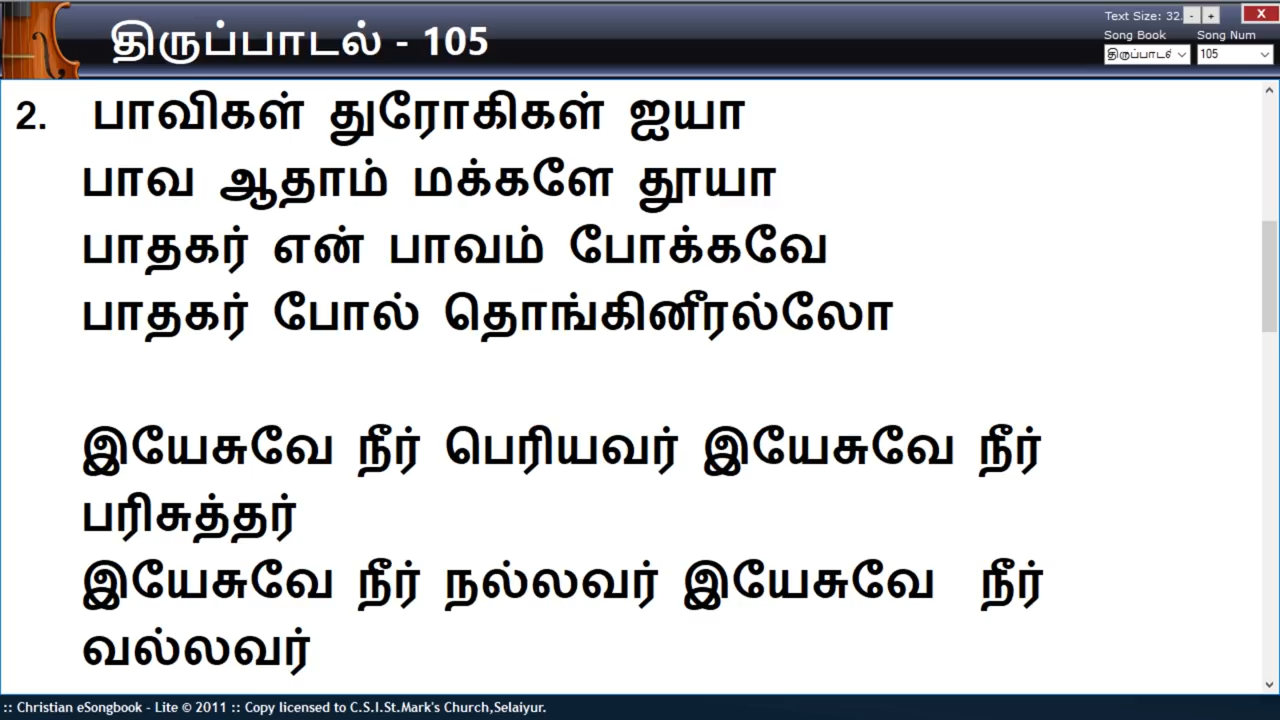 திருப்பாடல் - 105
Text Size: 32. - + X
Song Book Song Num
திருப்பாடல் 105
2. பாவிகள் துரோகிகள் ஐயா
பாவ ஆதாம் மக்களே தூயா
பாதகர் என் பாவம் போக்கவே
பாதகர் போல் தொங்கினீரல்லோ
இயேசுவே நீர் பெரியவர் இயேசுவே நீர்
பரிசுத்தர்
இயேசுவே நீர் நல்லவர் இயேசுவே நீர்
வல்லவர்
:: Christian eSongbook - Lite © 2011 :: Copy licensed to C.S.I.St.Mark's Church,Selaiyur.